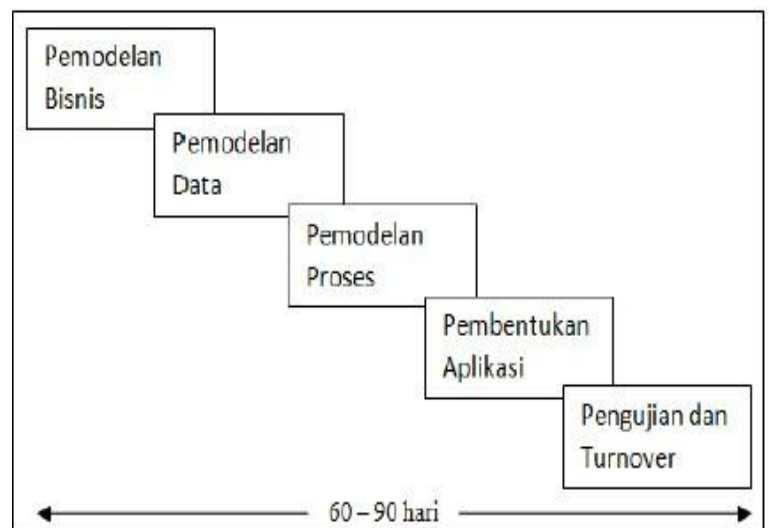 Pemodelan
Bisnis
Pemodelan
Data
Pemodelan
Proses
Pembentukan
Aplikasi
Pengujian dan
Turnover
60 – 90 hari